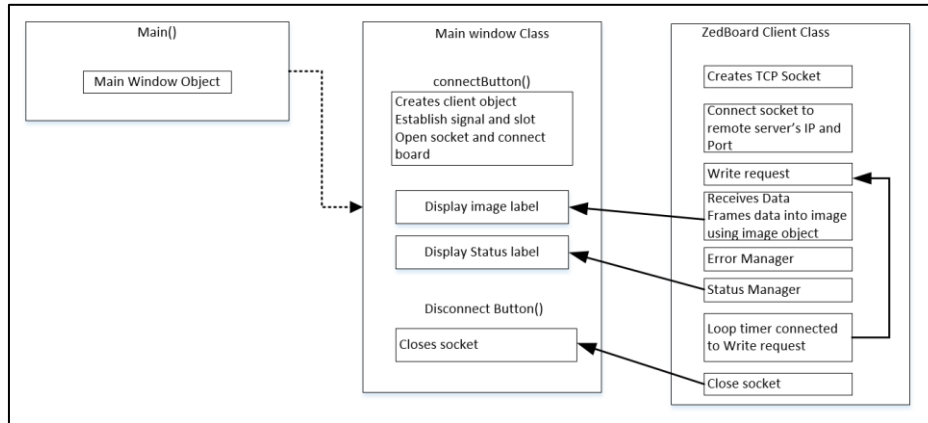 Main()
Main Window Object
Main window Class
connectButton()
Creates client object
Establish signal and slot
Open socket and connect
board
Display image label
Display Status label
Disconnect Button()
Closes socket
ZedBoard Client Class
Creates TCP Socket
Connect socket to
remote server's IP and
Port
Write request
Receives Data
Frames data into image
using image object
Error Manager
Status Manager
Loop timer connected
to Write request
Close socket